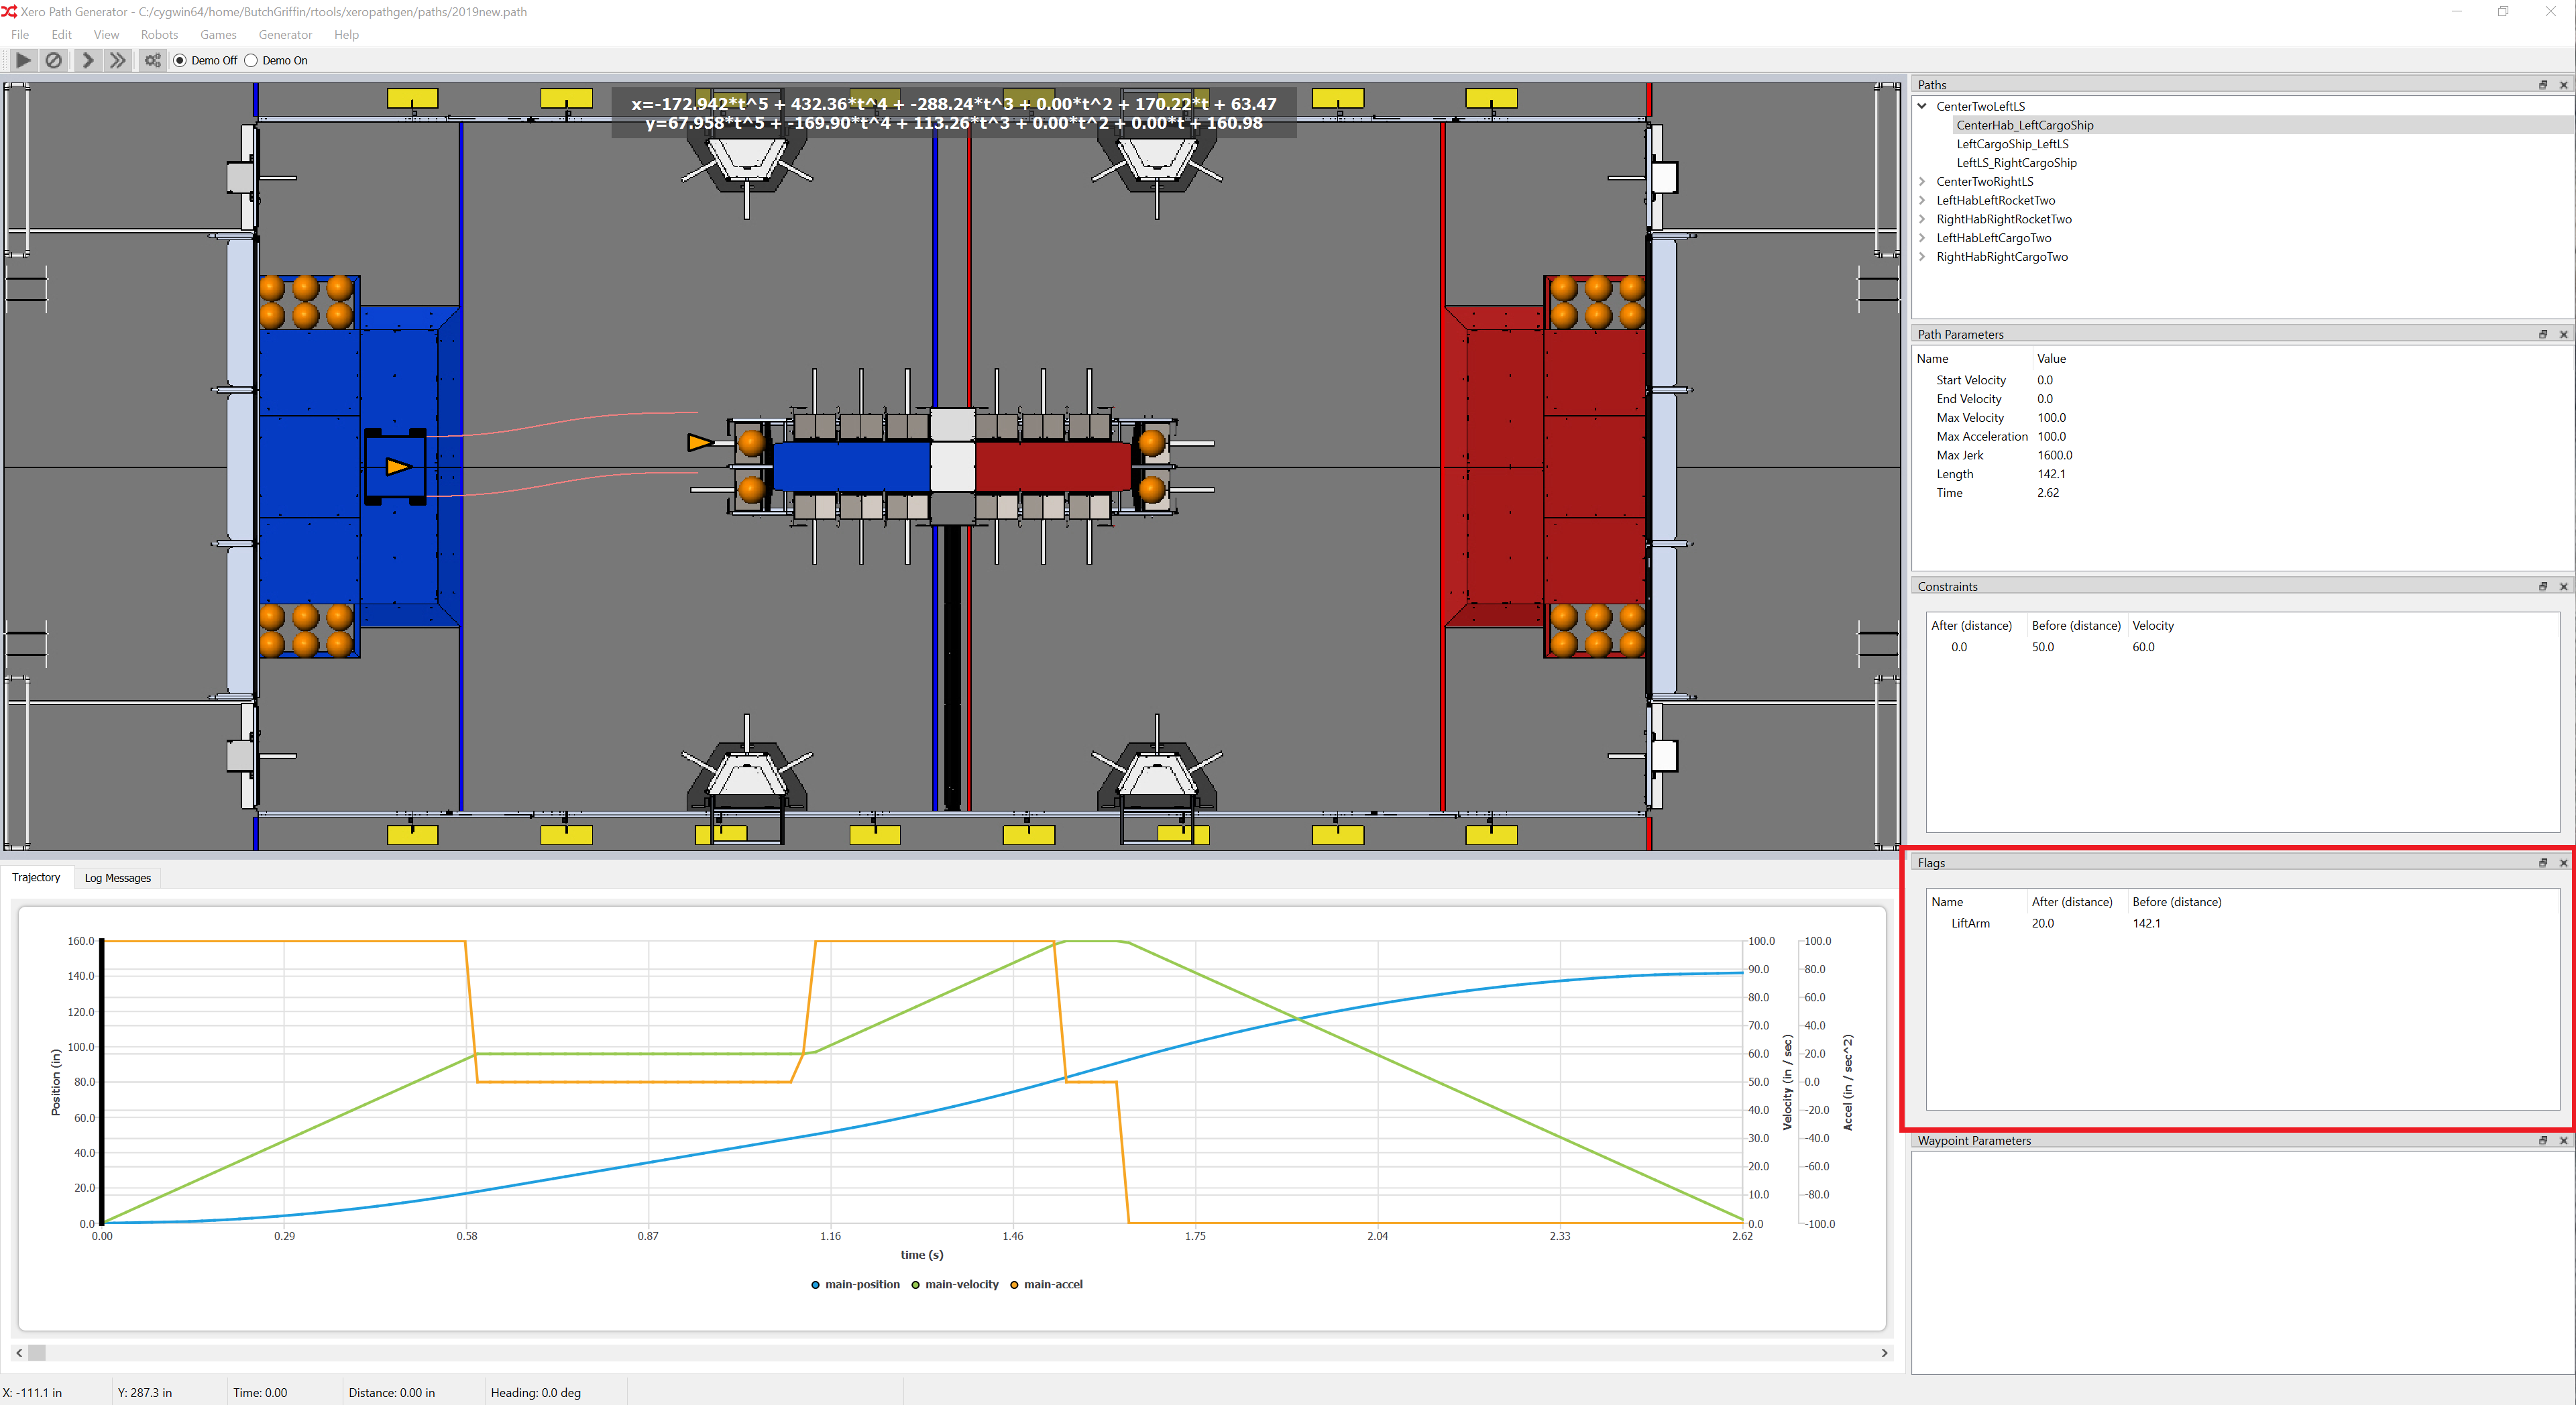 Xero Path Generator - C:/cygwin64/home/ButchGriffin/rtools/xeropathgen/paths/2019new.path
File Edit View Robots Games Generator Help
Demo Off Demo On
x=-172.942*t^5 + 432.36*t^4 + -288.24*t^3 + 0.00*t^2 + 170.22*t + 63.47
y=67.958*t^5 + -169.90*t^4 + 113.26*t^3 + 0.00*t^2 + 0.00*t + 160.98
Paths
CenterTwoLeftLS
CenterHab_LeftCargoShip
LeftCargoShip_LeftLS
LeftLS_RightCargoShip
CenterTwoRightLS
LeftHabLeftRocketTwo
RightHabRightRocketTwo
LeftHabLeftCargoTwo
RightHabRightCargoTwo
Path Parameters
Name Value
Start Velocity 0.0
End Velocity 0.0
Max Velocity 100.0
Max Acceleration 100.0
Max Jerk 1600.0
Length 142.1
Time 2.62
Constraints
After (distance) Before (distance) Velocity
0.0 50.0 60.0
Flags
Name After (distance) Before (distance)
LiftArm 20.0 142.1
Waypoint Parameters
Trajectory Log Messages
160.0 100.0 100.0
140.0 90.0 80.0
80.0 60.0
120.0
70.0 40.0
100.0 60.0 20.0
80.0 50.0 0.0
60.0 40.0 -20.0
30.0 -40.0
40.0
20.0 -60.0
20.0 10.0 -80.0
0.0 0.0 -100.0
Position (in)
Velocity (in / sec)
Accel (in / sec^2)
0.00 0.29 0.58 0.87 1.16 1.46 1.75 2.04 2.33 2.62
time (s)
main-position main-velocity main-accel
X: -111.1 in Y: 287.3 in Time: 0.00 Distance: 0.00 in Heading: 0.0 deg